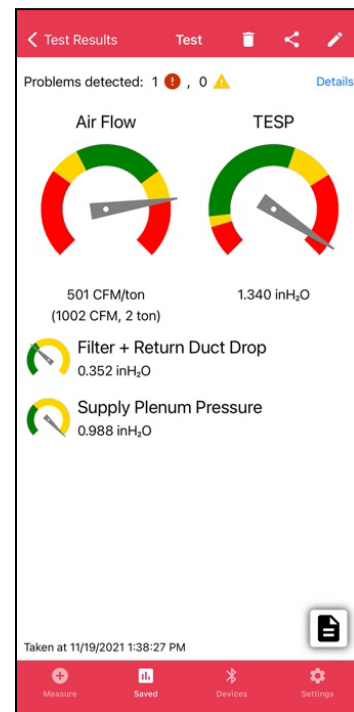 Test Results Test
Problems detected: 1 , 0
Details
Air Flow
TESP
501 CFM/ton
(1002 CFM, 2 ton)
1.340 inH₂O
Filter + Return Duct Drop
0.352 inH₂O
Supply Plenum Pressure
0.988 inH₂O
Taken at 11/19/2021 1:38:27 PM
Measure Saved Devices Settings